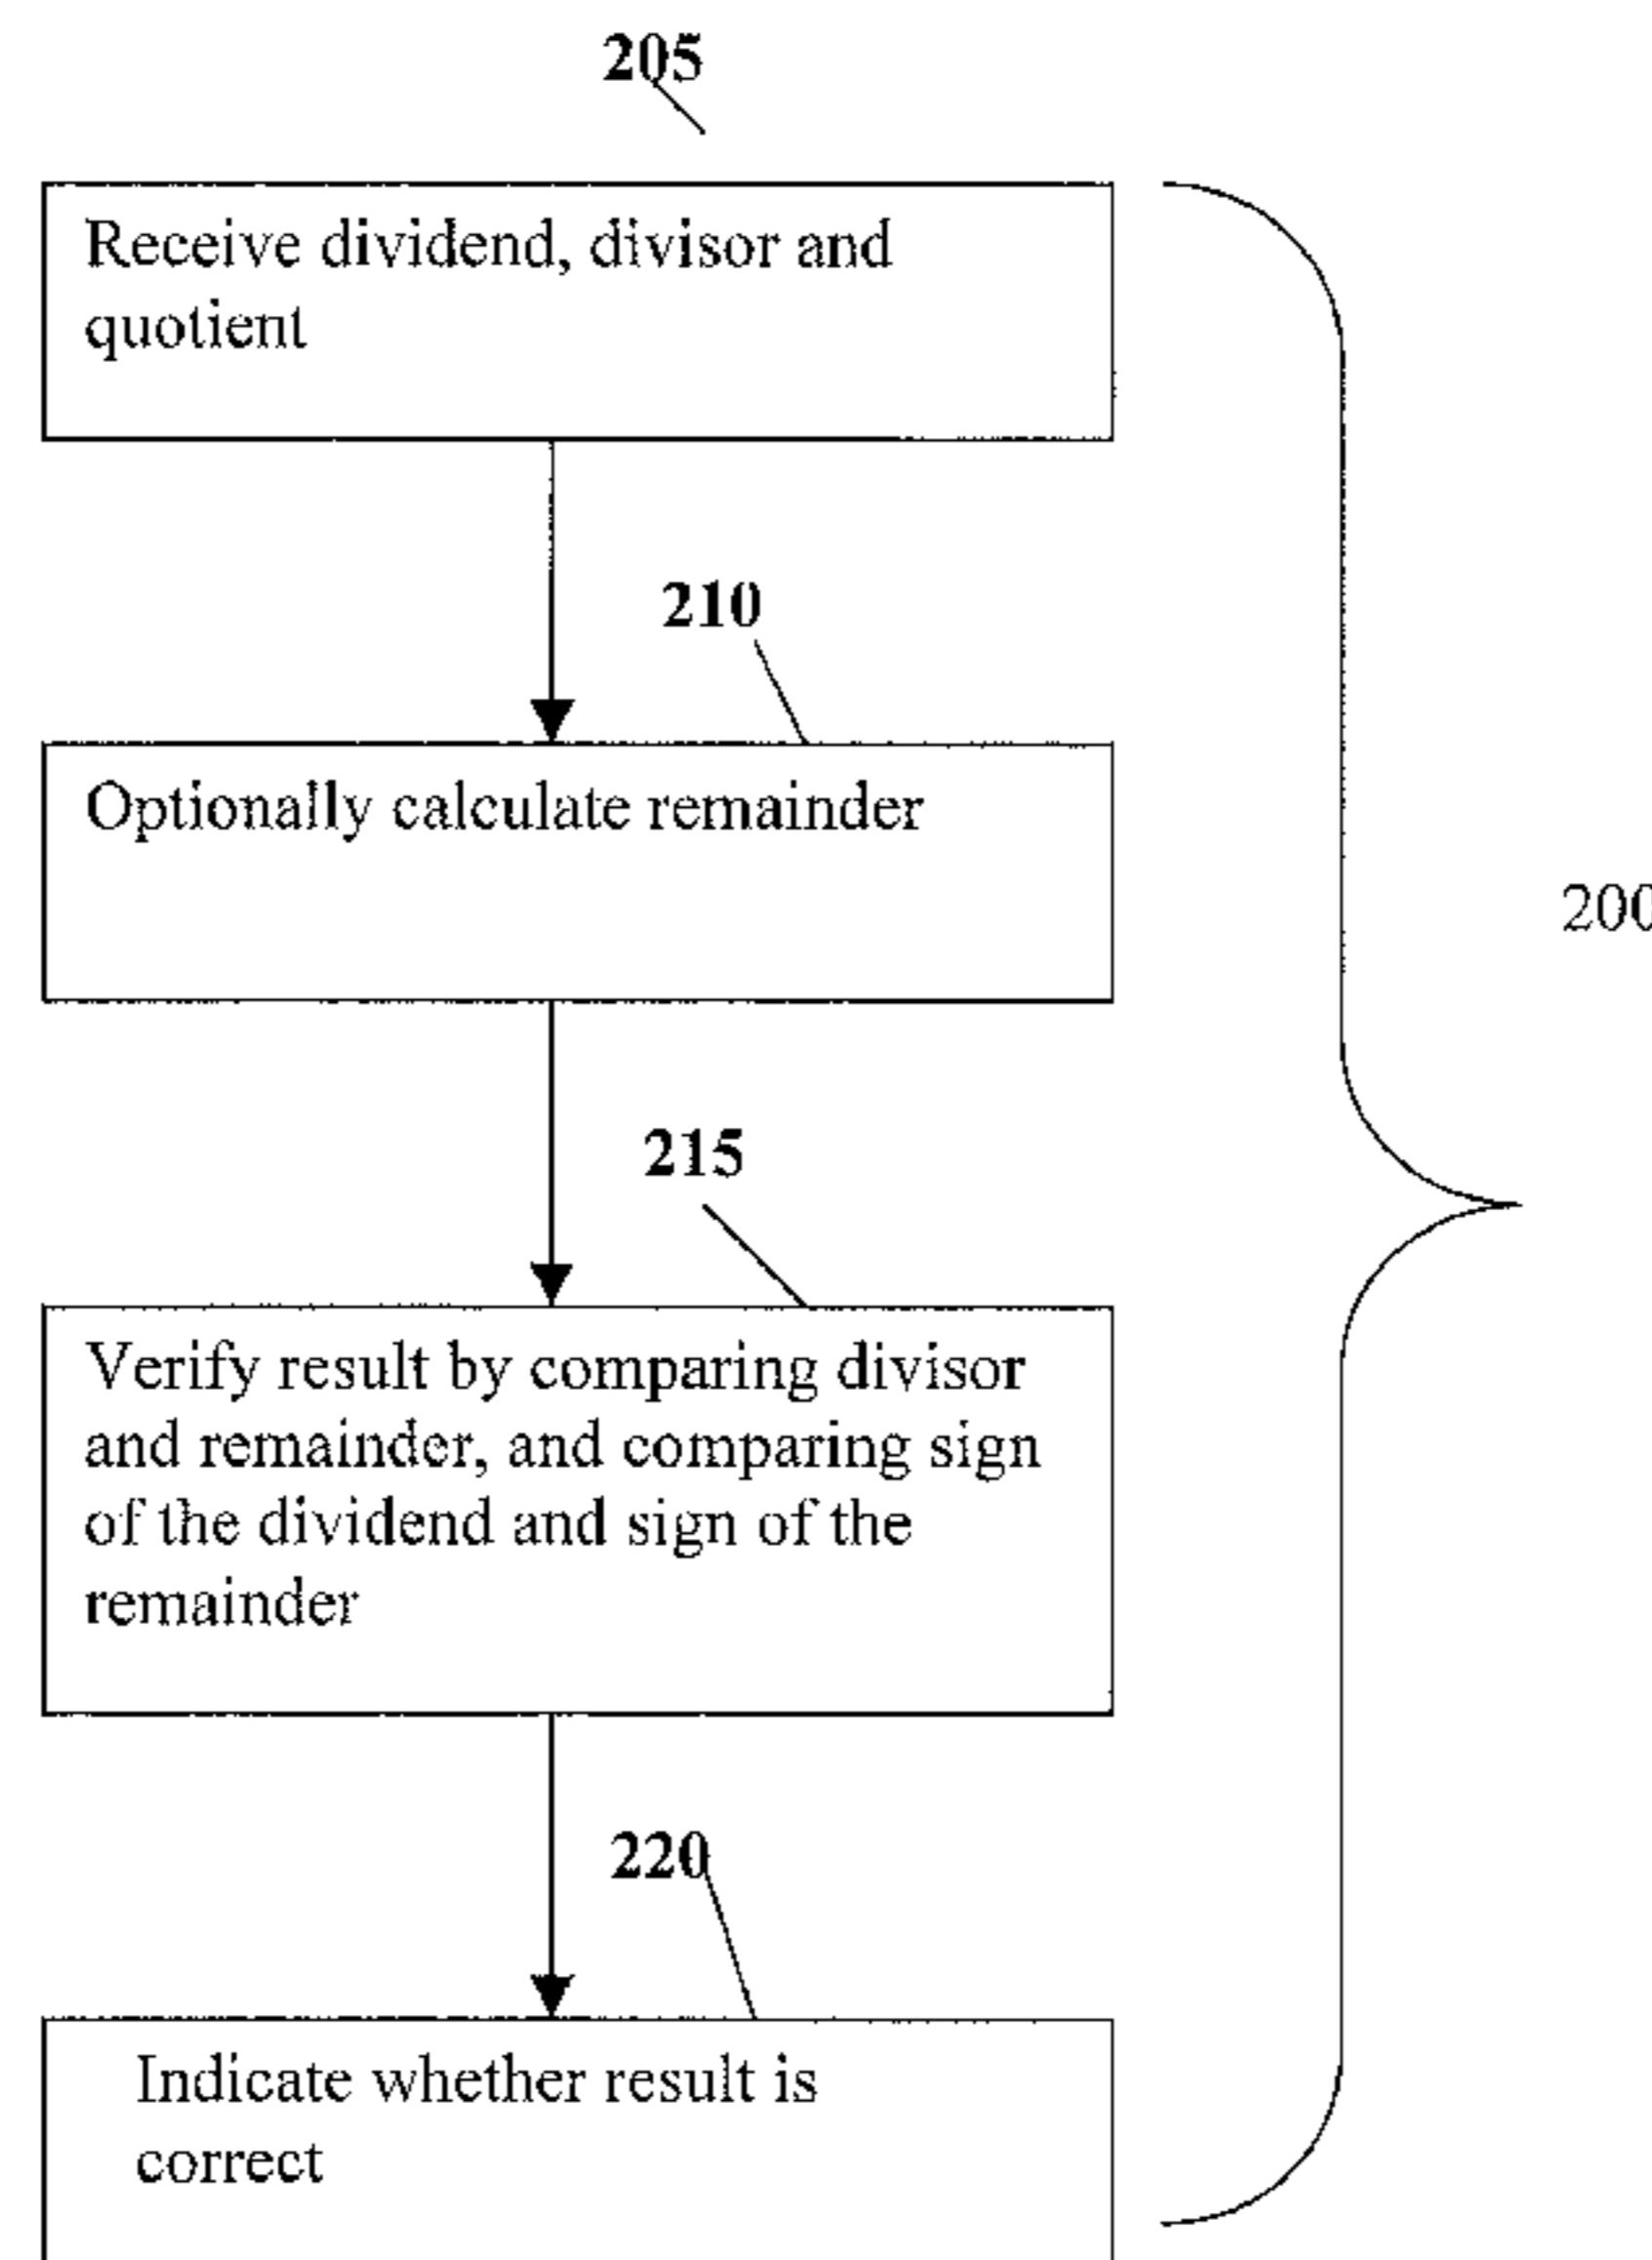 205
Receive dividend, divisor and
quotient
210
Optionally calculate remainder
200
215
Verify result by comparing divisor
and remainder, and comparing sign
of the dividend and sign of the
remainder
220
Indicate whether result is
correct